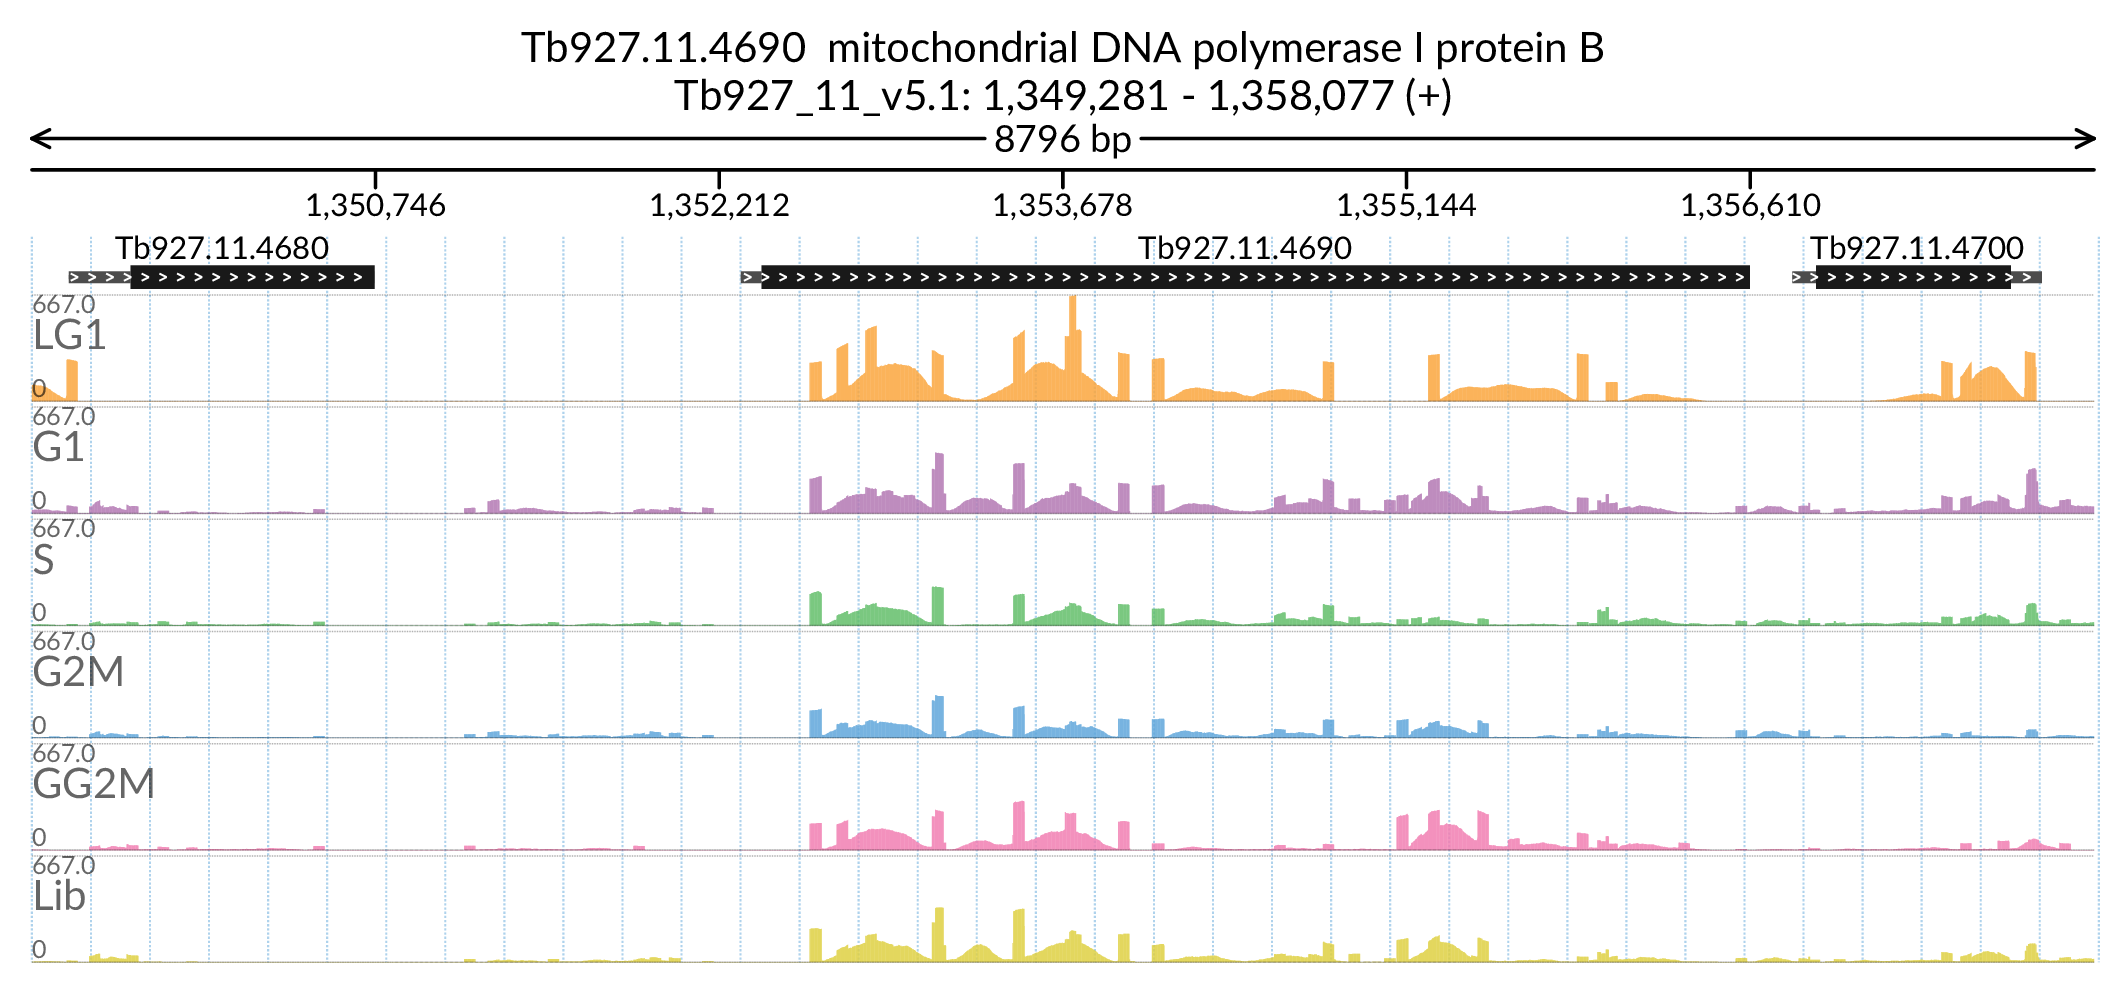 Tb927.11.4690  mitochondrial DNA polymerase I protein B
Tb927_11_v5.1: 1,349,281 - 1,358,077 (+)
8796 bp
1,350,746 1,352,212 1,353,678 1,355,144 1,356,610
Tb927.11.4680 Tb927.11.4690 Tb927.11.4700
667.0
LG1
0
667.0
G1
0
667.0
S
0
667.0
G2M
0
667.0
GG2M
0
667.0
Lib
0